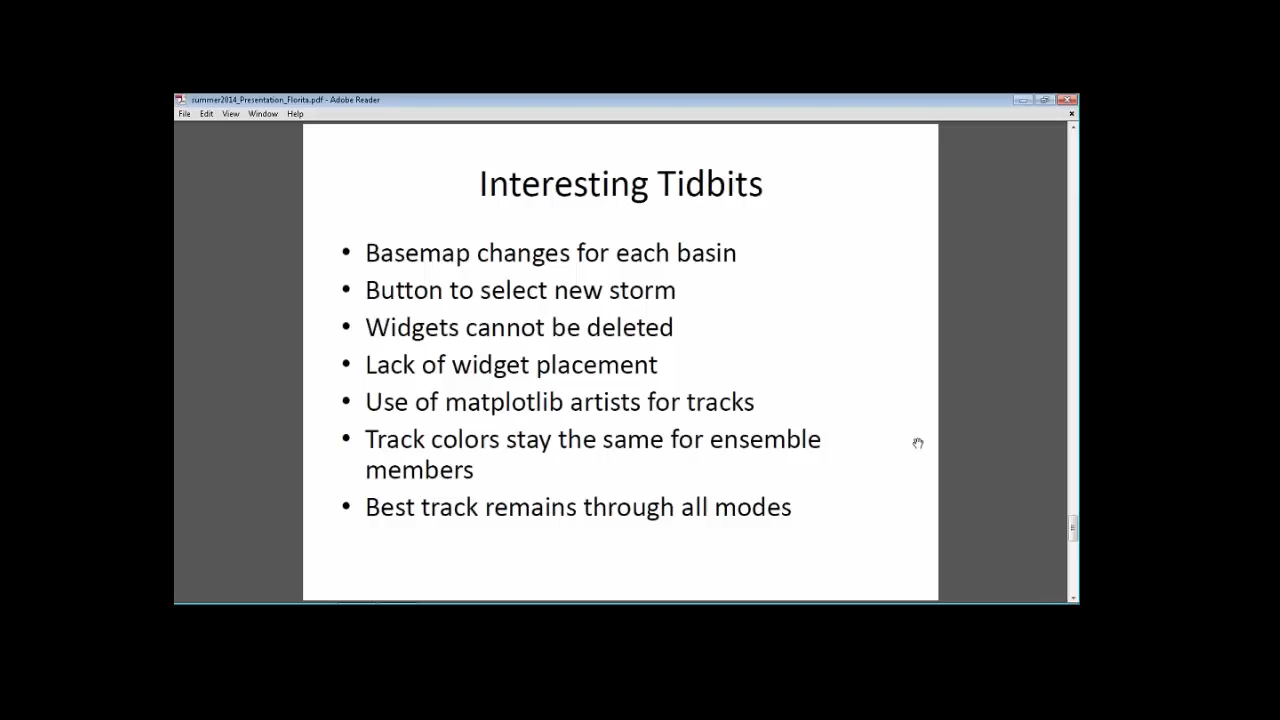 summer2014_Presentation_Florita.pdf - Adobe Reader
File Edit View Window Help
Interesting Tidbits
• Basemap changes for each basin
• Button to select new storm
• Widgets cannot be deleted
• Lack of widget placement
• Use of matplotlib artists for tracks
• Track colors stay the same for ensemble
members
• Best track remains through all modes